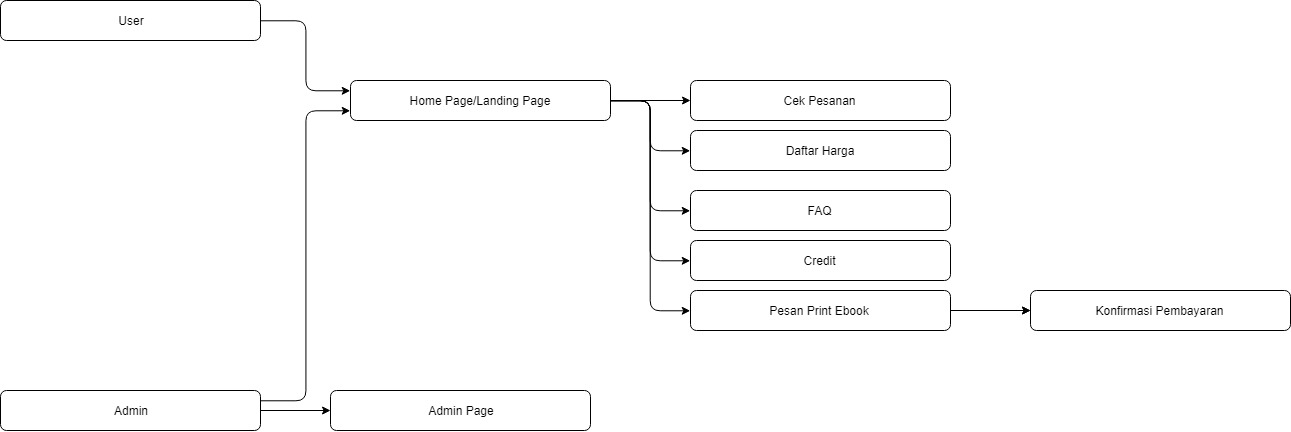 User
Home Page/Landing Page
Cek Pesanan
Daftar Harga
FAQ
Credit
Pesan Print Ebook
Konfirmasi Pembayaran
Admin
Admin Page